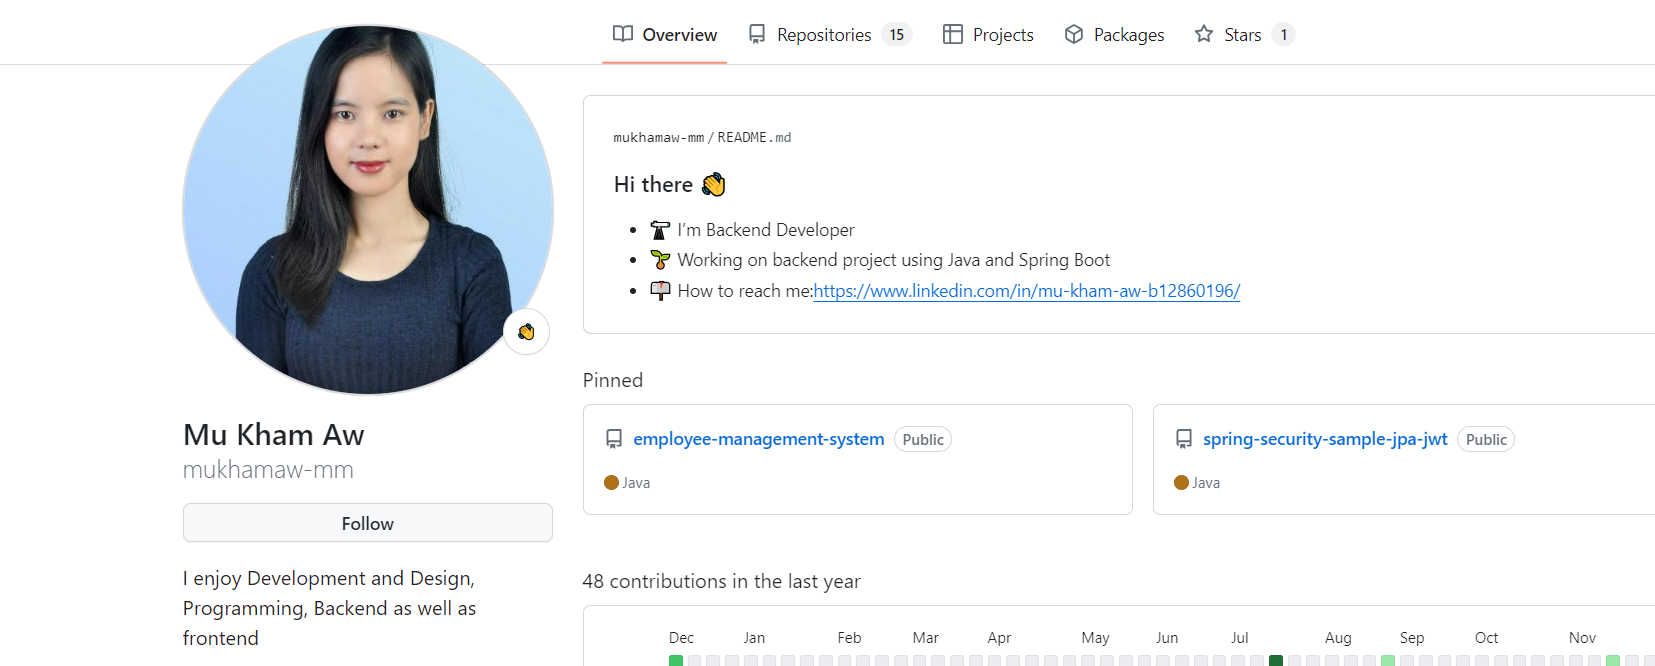 Overview Repositories 15 Projects Packages Stars 1
mukhamaw-mm / README.md
Hi there 👋
I'm Backend Developer
Working on backend project using Java and Spring Boot
How to reach me:https://www.linkedin.com/in/mu-kham-aw-b12860196/
Mu Kham Aw
mukhamaw-mm
Follow
I enjoy Development and Design,
Programming, Backend as well as
frontend
Pinned
employee-management-system Public
Java
spring-security-sample-jpa-jwt Public
Java
48 contributions in the last year
Dec Jan Feb Mar Apr May Jun Jul Aug Sep Oct Nov